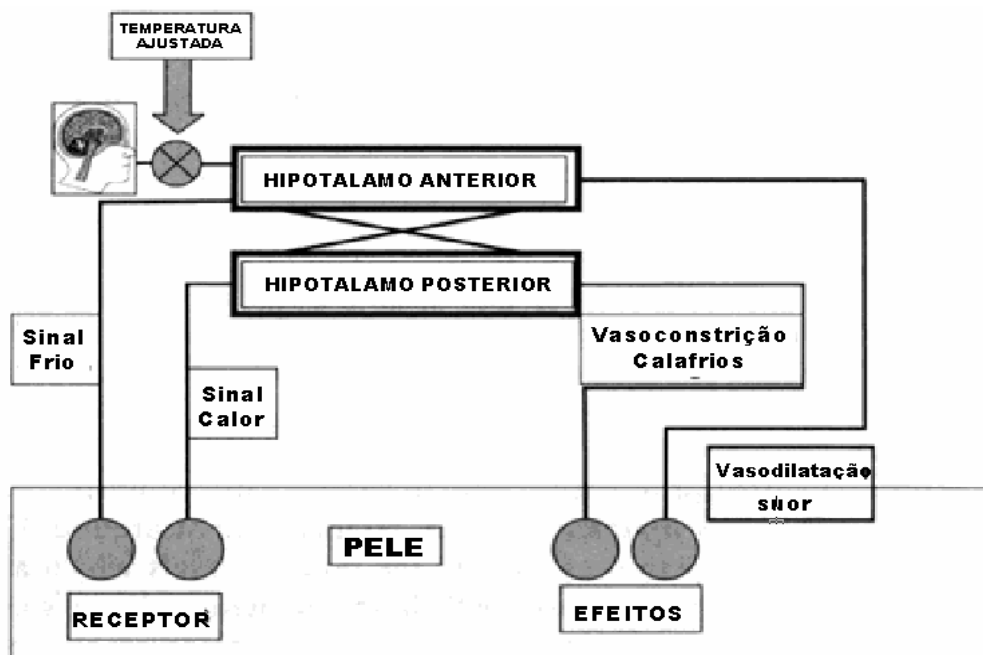 TEMPERATURA
AJUSTADA
HIPOTALAMO ANTERIOR
HIPOTALAMO POSTERIOR
Sinal
Frio
Vasoconstrição
Calafrios
Sinal
Calor
Vasodilatação
suor
PELE
RECEPTOR
EFEITOS